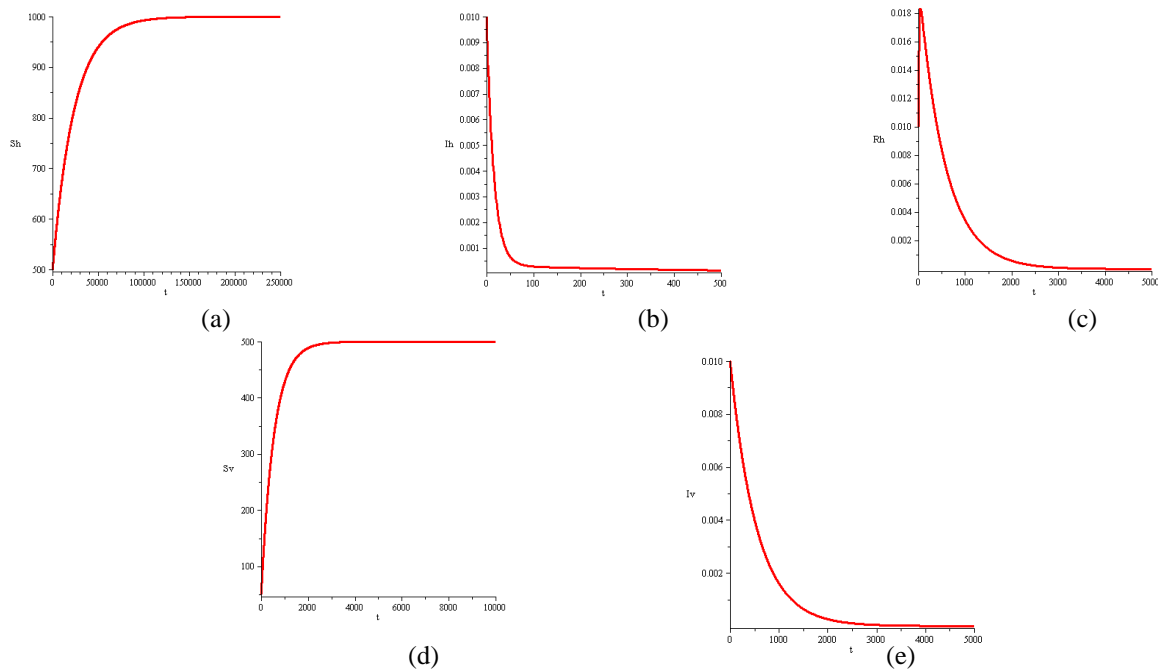 1000
900
800
Sh
700
600
500
0 50000 100000 150000 200000 250000
t
(a)
0.010
0.009
0.008
0.007
0.006
Ih
0.005
0.004
0.003
0.002
0.001
0 100 200 300 400 500
t
(b)
0.018
0.016
0.014
0.012
0.010
Rh
0.008
0.006
0.004
0.002
0 1000 2000 3000 4000 5000
t
(c)
500
400
300
Sv
200
100
0 2000 4000 6000 8000 10000
t
(d)
0.010
0.008
0.006
Iv
0.004
0.002
0 1000 2000 3000 4000 5000
t
(e)